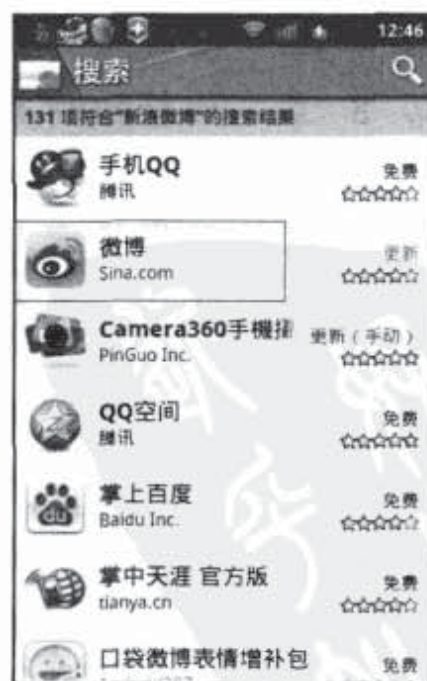 12:46
搜索
131 项符合"新浪微博"的搜索结果
手机QQ
免费
腾讯
微博
更新
Sina.com
Camera360手機
更新（手动）
PinGuo Inc.
QQ空间
免费
腾讯
掌上百度
免费
Baidu Inc.
du
掌中天涯 官方版
免费
tianya.cn
口袋微博表情增补包
免费